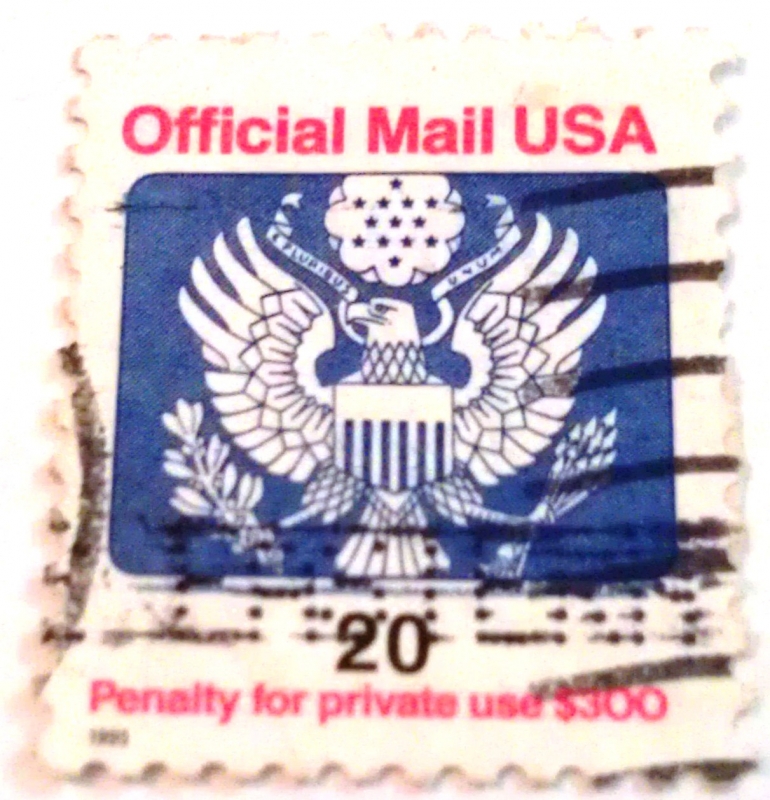 Official Mail USA
E PLURIBUS UNUM
20
Penalty for private use $300